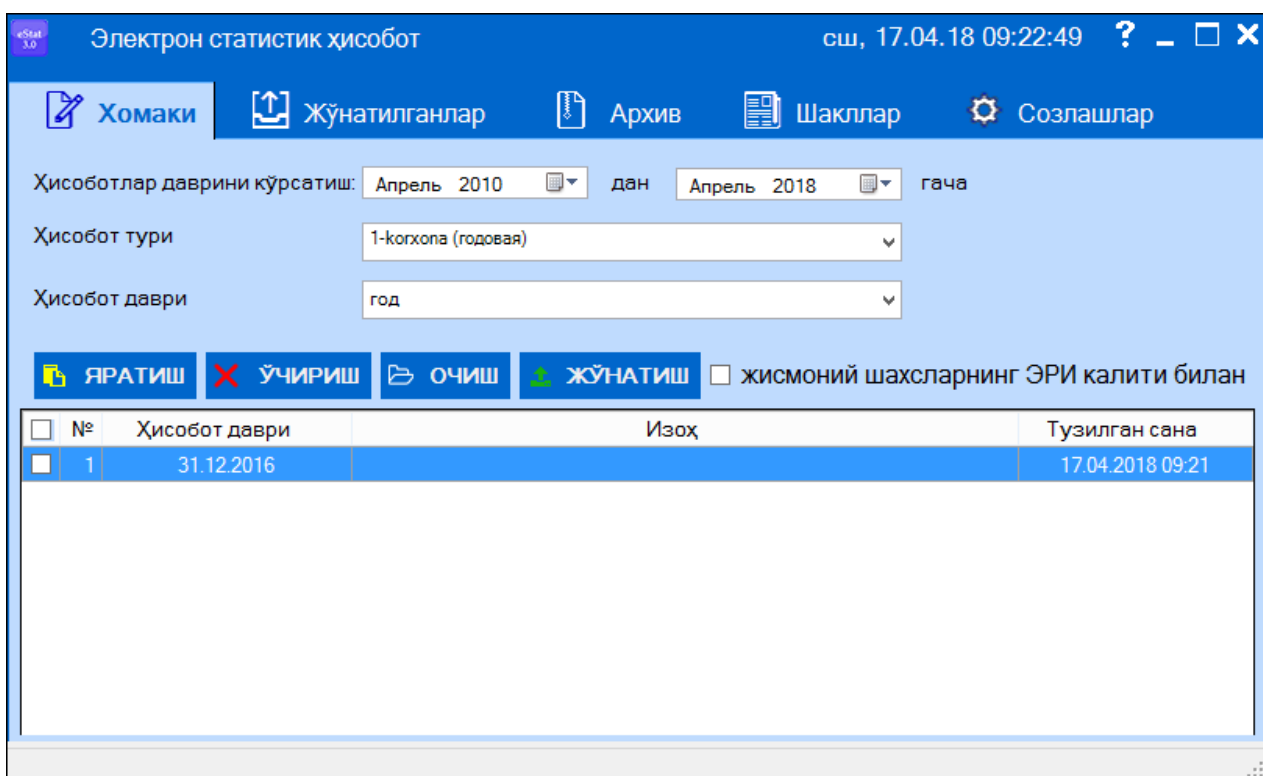 eStat
3.0
Электрон статистик ҳисобот
сш, 17.04.18 09:22:49 ?
Хомаки Жўнатилганлар Архив Шакллар Созлашлар
Ҳисоботлар даврини кўрсатиш: Апрель 2010 дан Апрель 2018 гача
Ҳисобот тури 1-korxona (годовая)
Ҳисобот даври год
ЯРАТИШ ЎЧИРИШ ОЧИШ ЖЎНАТИШ жисмоний шахсларнинг ЭРИ калити билан
№ Ҳисобот даври Изоҳ Тузилган сана
1 31.12.2016 17.04.2018 09:21